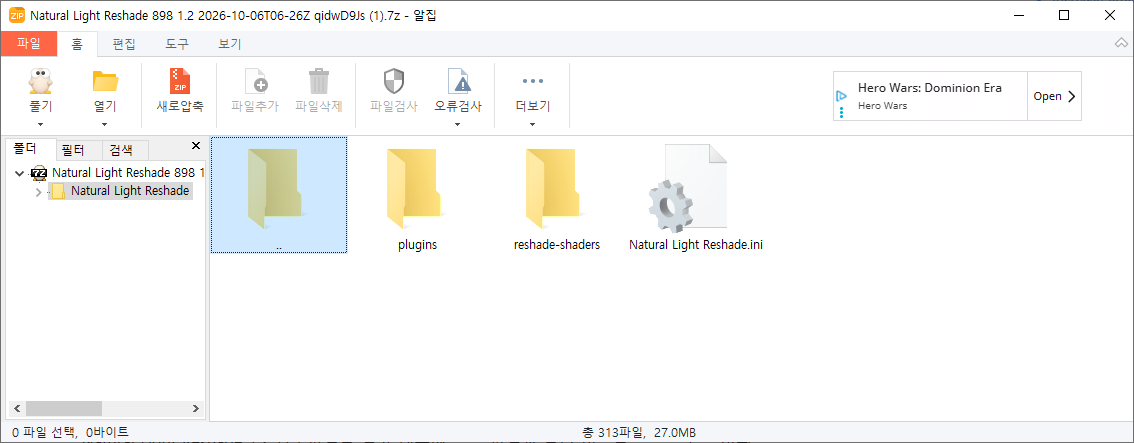 Natural Light Reshade 898 1.2 2026-10-06T06-26Z qidwD9Js (1).7z - 알집
파일 홈 편집 도구 보기
풀기 열기 새로압축 파일추가 파일삭제 파일검사 오류검사 더보기
ZIP
Hero Wars: Dominion Era
Hero Wars
Open
폴더 필터 검색
Natural Light Reshade 898 1
Natural Light Reshade
..
plugins
reshade-shaders
Natural Light Reshade.ini
0 파일 선택, 0바이트
총 313파일, 27.0MB